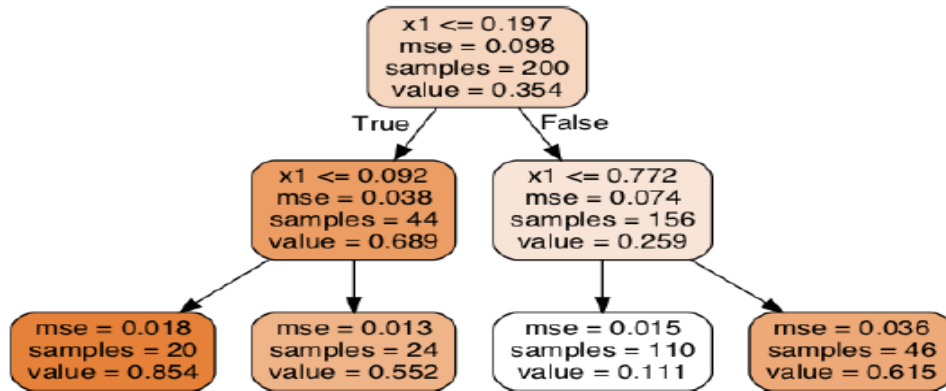 x1 <= 0.197
mse = 0.098
samples = 200
value = 0.354
True
False
x1 <= 0.092
mse = 0.038
samples = 44
value = 0.689
x1 <= 0.772
mse = 0.074
samples = 156
value = 0.259
mse = 0.018
samples = 20
value = 0.854
mse = 0.013
samples = 24
value = 0.552
mse = 0.015
samples = 110
value = 0.111
mse = 0.036
samples = 46
value = 0.615